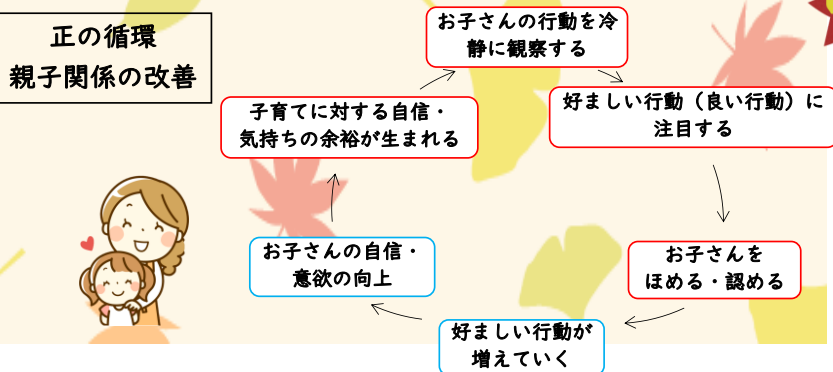 正の循環
親子関係の改善
お子さんの行動を冷
静に観察する
好ましい行動（良い行動）に
注目する
お子さんを
ほめる・認める
好ましい行動が
増えていく
お子さんの自信・
意欲の向上
子育てに対する自信・
気持ちの余裕が生まれる